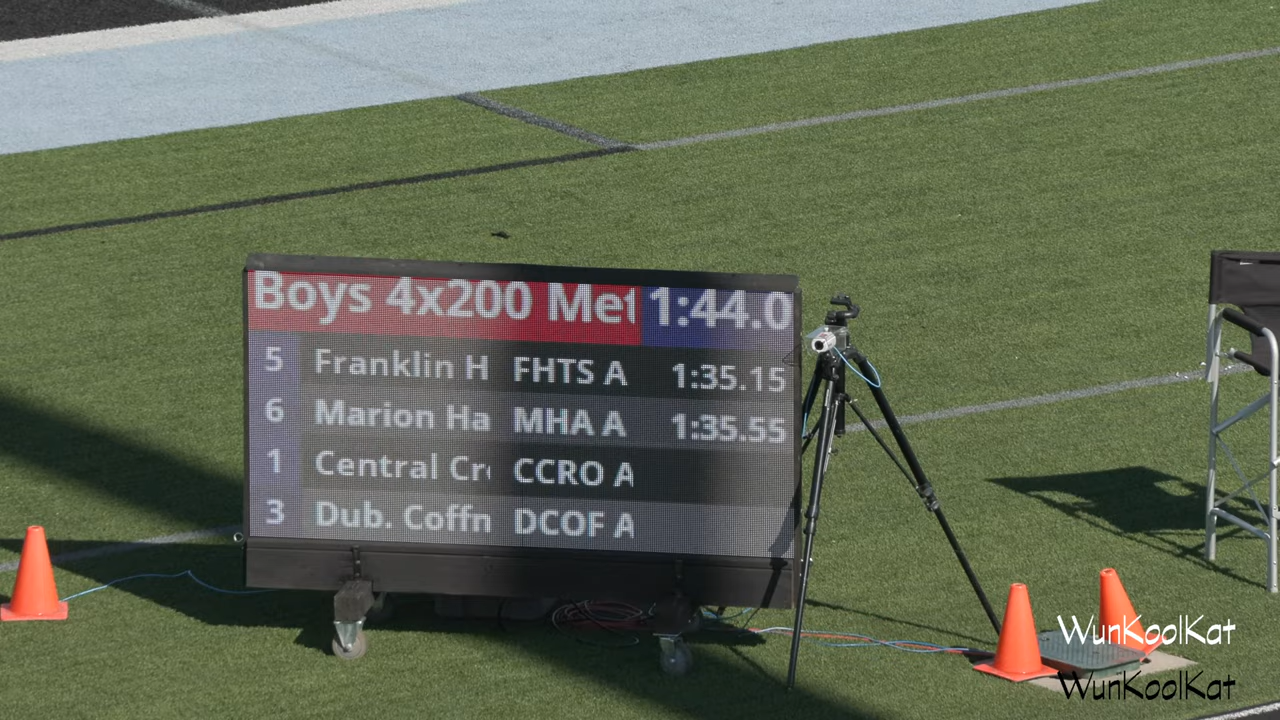 Boys 4x200 Met 1:44.0
5 Franklin H FHTS A 1:35.15
6 Marion Ha MHA A 1:35.55
1 Central Cr CCRO A
3 Dub. Coffn DCOF A
WunKoolKat
WunKoolKat